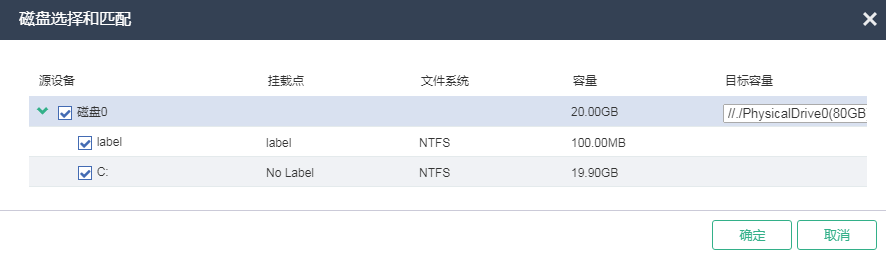 磁盘选择和匹配
源设备 挂载点 文件系统 容量 目标容量
磁盘0 20.00GB //./PhysicalDrive0(80GB
label label NTFS 100.00MB
C: No Label NTFS 19.90GB
确定 取消